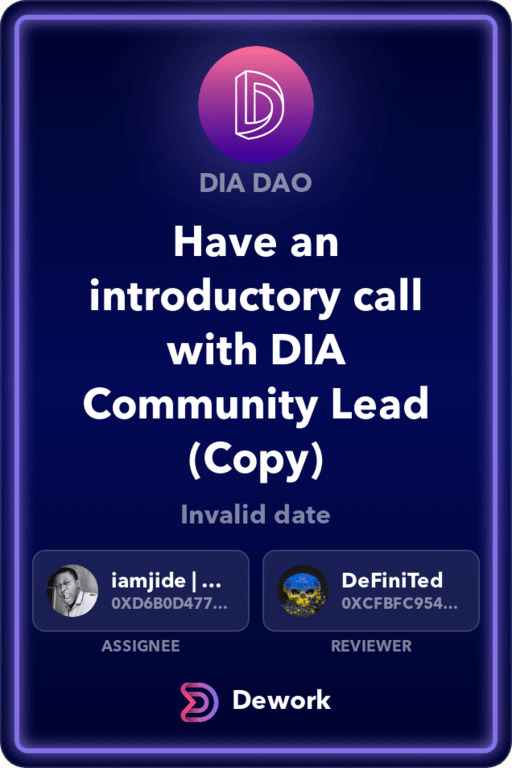 DIA DAO
Have an
introductory call
with DIA
Community Lead
(Copy)
Invalid date
iamjide | ...
0XD6B0D477...
ASSIGNEE
DeFiniTed
0XCFBFC954...
REVIEWER
Dework